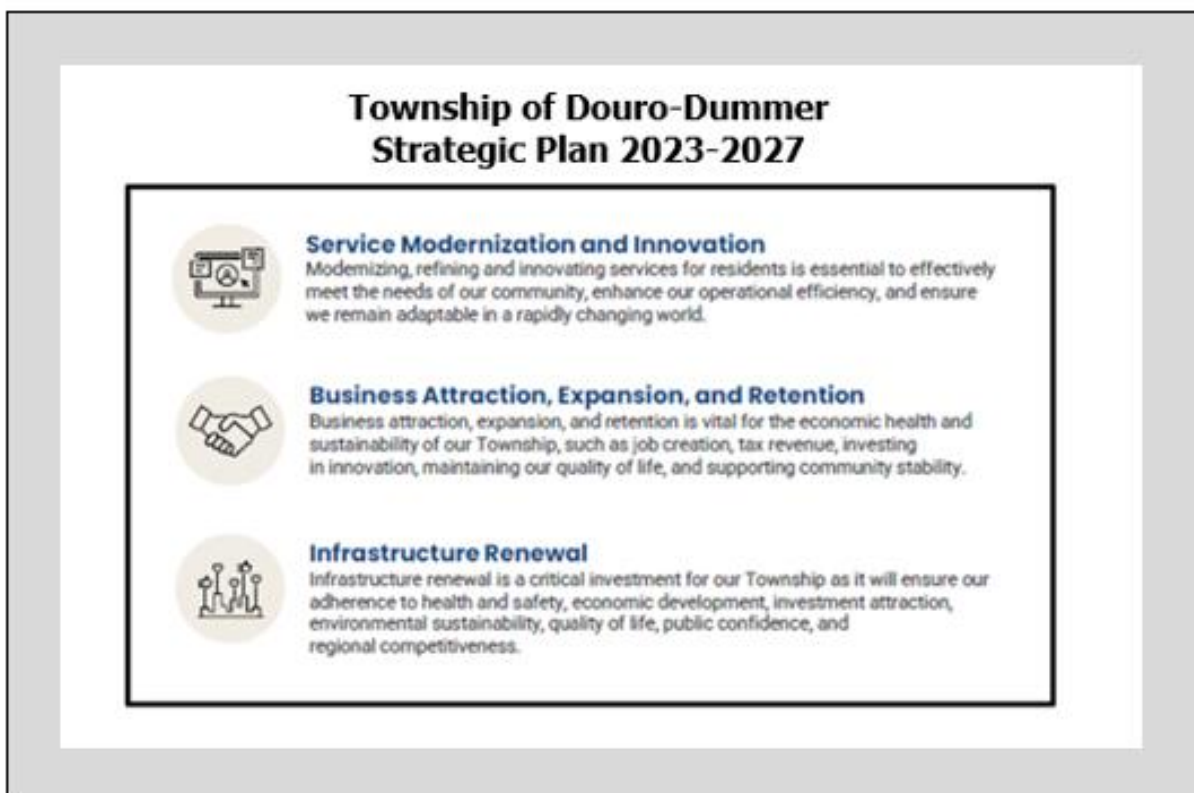 Township of Douro-Dummer
Strategic Plan 2023-2027
Service Modernization and Innovation
Modernizing, refining and innovating services for residents is essential to effectively
meet the needs of our community, enhance our operational efficiency, and ensure
we remain adaptable in a rapidly changing world.
Business Attraction, Expansion, and Retention
Business attraction, expansion, and retention is vital for the economic health and
sustainability of our Township, such as job creation, tax revenue, investing
in innovation, maintaining our quality of life, and supporting community stability.
Infrastructure Renewal
Infrastructure renewal is a critical investment for our Township as it will ensure our
adherence to health and safety, economic development, investment attraction,
environmental sustainability, quality of life, public confidence, and
regional competitiveness.